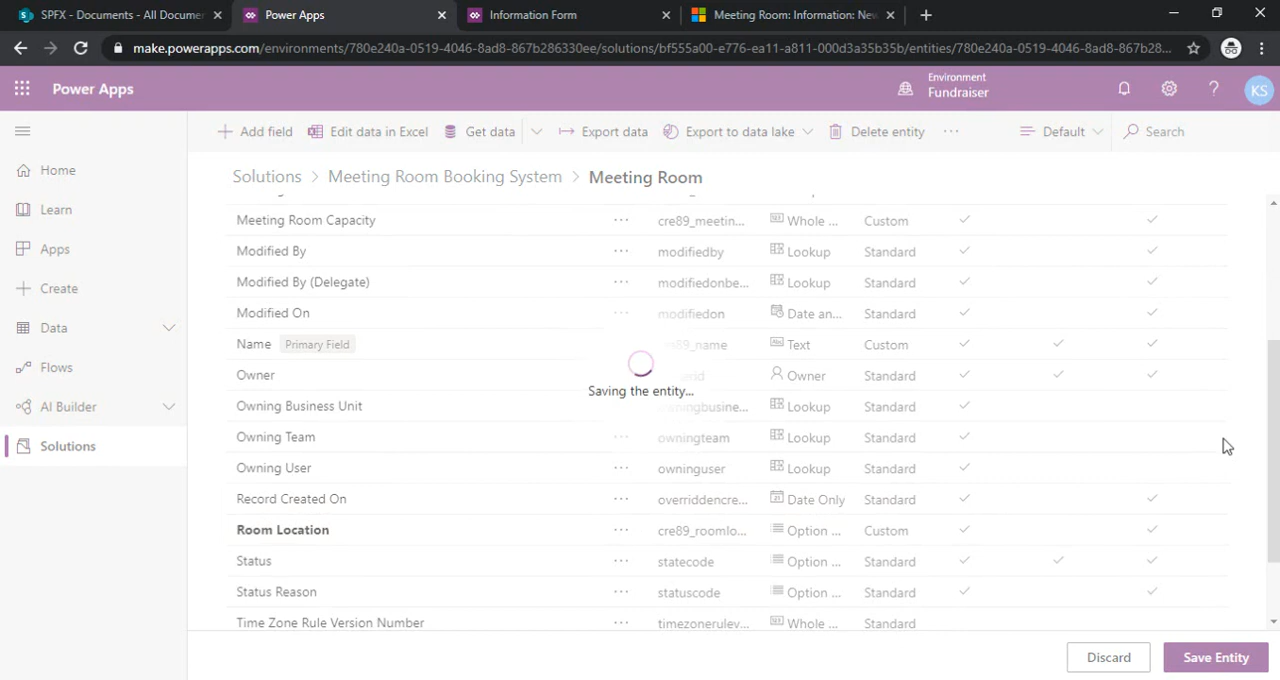 SPFX - Documents - All Documen
Power Apps
Information Form
Meeting Room: Information: New
make.powerapps.com/environments/780e240a-0519-4046-8ad8-867b286330ee/solutions/bf555a00-e776-ea11-a811-000d3a35b35b/entities/780e240a-0519-4046-8ad8-867b28...
Power Apps
Environment
Fundraiser
KS
Add field
Edit data in Excel
Get data
Export data
Export to data lake
Delete entity
...
Default
Search
Home
Learn
Apps
Create
Data
Flows
AI Builder
Solutions
Solutions > Meeting Room Booking System > Meeting Room
Meeting Room Capacity ... cre89_meetin... Whole ... Custom
Modified By ... modifiedby Lookup Standard
Modified By (Delegate) ... modifiedonbe... Lookup Standard
Modified On ... modifiedon Date an... Standard
Name Primary Field Text Custom
Owner Owner Standard
Owning Business Unit Lookup Standard
Owning Team ... owningteam Lookup Standard
Owning User ... owninguser Lookup Standard
Record Created On ... overriddencre... Date Only Standard
Room Location ... cre89_roomlo... Option ... Custom
Status ... statecode Option ... Standard
Status Reason ... statuscode Option ... Standard
Time Zone Rule Version Number ... timezonerulev... Whole ... Standard
Saving the entity...
Discard
Save Entity